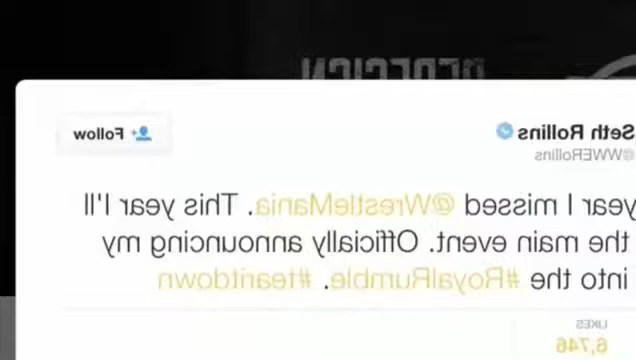 Seth Rollins Follow
@WWERollins
year I missed @WrestleMania. This year I'll
the main event. Officially announcing my
into the #RoyalRumble. #tearitdown
LIKES
6,746